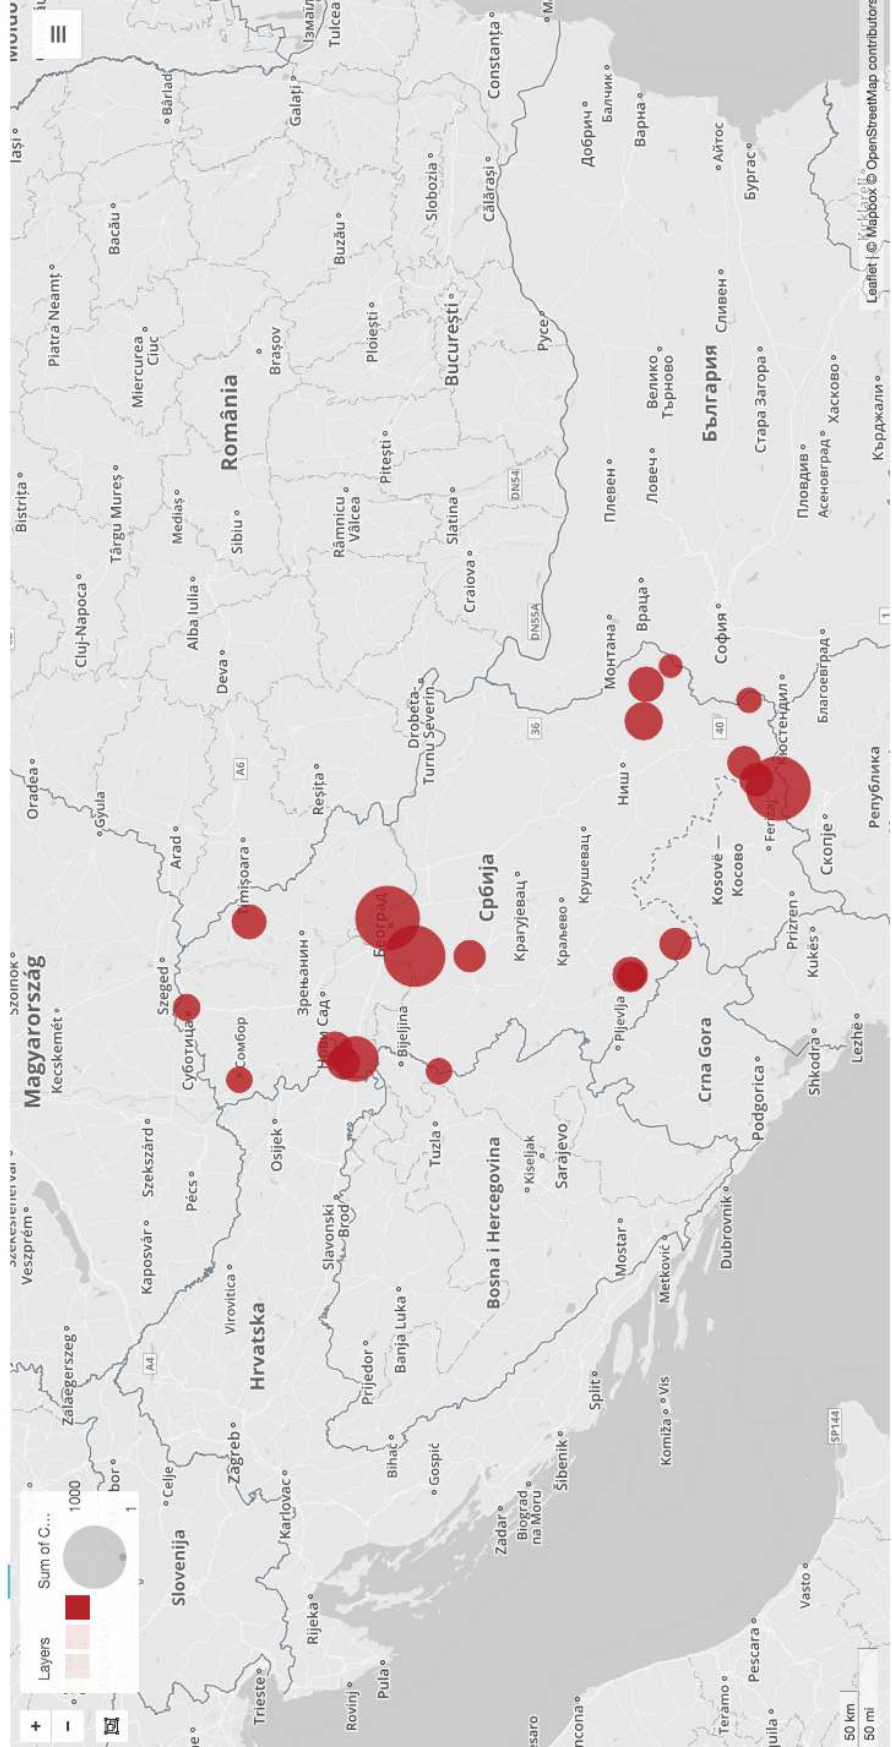 +
−
Layers
Sum of C...
1000
1
Zalaegerszeg
Veszprém
Magyarország
Kecskemét
Oradea
Bistrița
Piatra Neamț
Iași
Cluj-Napoca
Gyula
Târgu Mureș
Bacău
Miercurea
Ciuc
A4
Kaposvár
Szekszárd
Szeged
Arad
Bârlad
Celje
Slovenija
Pécs
Суботица
Alba Iulia
Mediaș
Deva
România
Zagreb
Virovitica
Сомбор
Timișoara
A6
Sibiu
Brașov
Trieste
Karlovac
Hrvatska
Osijek
Galați
Ізмаїл
Tulcea
Rijeka
Slavonski
Brod
Нови Сад
Зрењанин
Reșița
Râmnicu
Vâlcea
Buzău
Rovinj
Pula
Prijedor
Београд
Pitești
Ploiești
Bihać
Banja Luka
Bijeljina
Drobeta-
Turnu Severin
Gospić
Tuzla
Slatina
București
Slobozia
Craiova
Călărași
Constanța
Zadar
Bosna i Hercegovina
Србија
DN54
Biograd
na Moru
Kiseljak
Крагујевац
36
DN55A
Русе
Šibenik
Sarajevo
Краљево
Крушевац
Добрич
Балчик
Split
Mostar
Pljevlja
Ниш
Монтана
Плевен
Враца
Ловеч
Велико
Търново
Варна
Komiža
Vis
Metković
Crna Gora
Kosovë —
Косово
40
София
България
Сливен
Айтос
Dubrovnik
Podgorica
Ferizaj
Кюстендил
Стара Загора
Бургас
Vasto
Pescara
Teramo
SP144
Shkodra
Prizren
Kukës
Скопје
Благоевград
Пловдив
Асеновград
Хасково
Lezhë
Република
Кърджали
Kırklareli
50 km
50 mi
Leaflet | © Mapbox © OpenStreetMap contributors